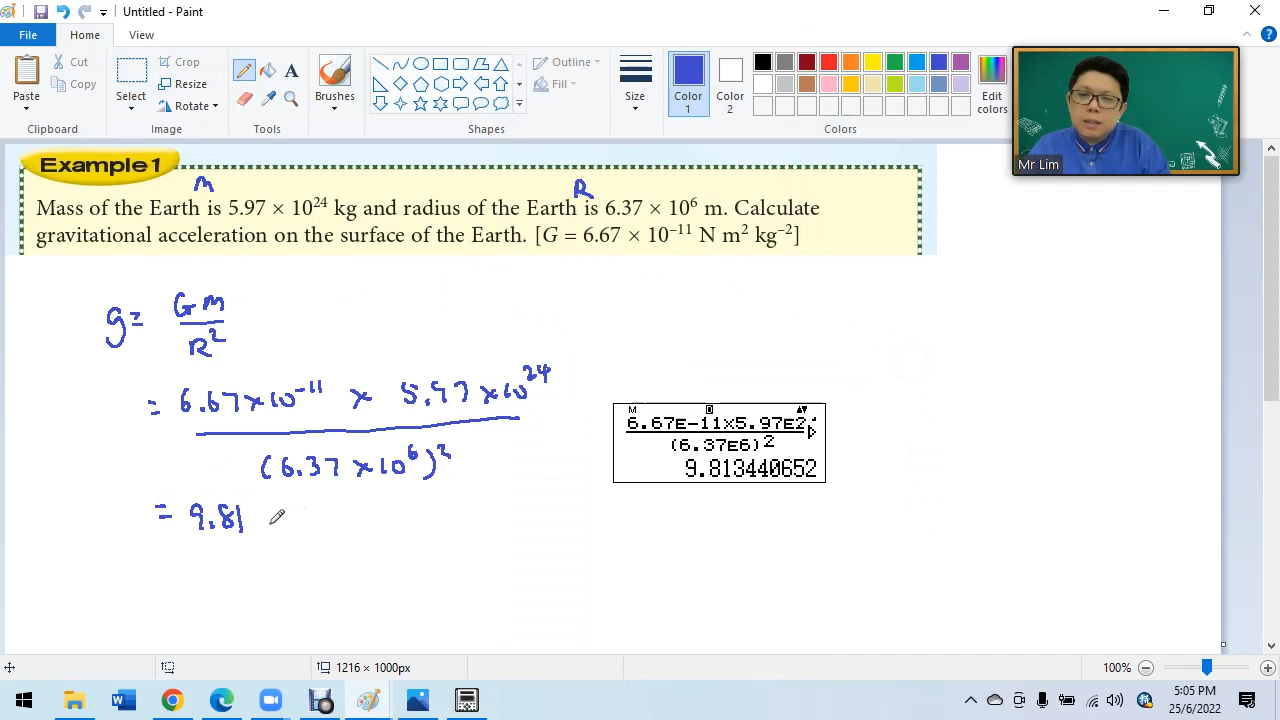 Untitled - Paint
File Home View
Cut
Copy
Paste
Clipboard
Select
Crop
Resize
Rotate
Image
Tools
Brushes
Shapes
Outline
Fill
Size
Color 1
Color 2
Colors
Edit colors
Mr Lim
Example 1
M R
Mass of the Earth is 5.97 × 10²⁴ kg and radius of the Earth is 6.37 × 10⁶ m. Calculate
gravitational acceleration on the surface of the Earth. [G = 6.67 × 10⁻¹¹ N m² kg⁻²]
g = GM
R²
= 6.67 × 10⁻¹¹ × 5.97 × 10²⁴
(6.37 × 10⁶)²
= 9.81
M D
6.67E-11×5.97E2
(6.37E6)2
9.813440652
1216 × 1000px
100%
5:05 PM
25/6/2022